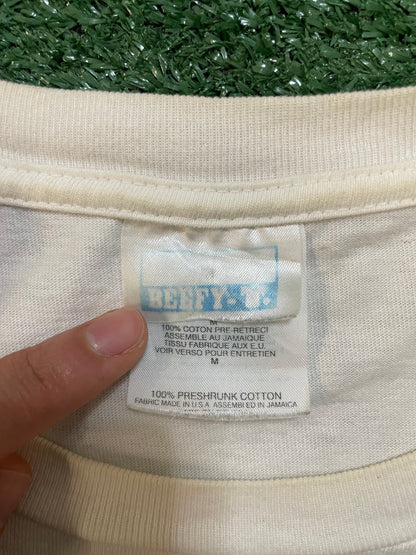 BEEFY-T.
M
100% COTON PRE-RETRECI
ASSEMBLE AU JAMAIQUE
TISSU FABRIQUE AUX E.U.
VOIR VERSO POUR ENTRETIEN
M
100% PRESHRUNK COTTON
FABRIC MADE IN U.S.A. ASSEMBLED IN JAMAICA